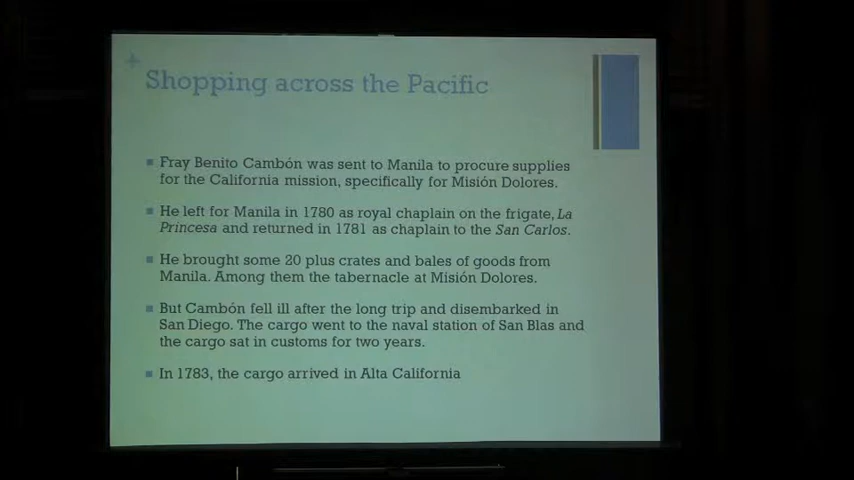 Shopping across the Pacific
Fray Benito Cambón was sent to Manila to procure supplies
for the California mission, specifically for Misión Dolores.
He left for Manila in 1780 as royal chaplain on the frigate, La
Princesa and returned in 1781 as chaplain to the San Carlos.
He brought some 20 plus crates and bales of goods from
Manila. Among them the tabernacle at Misión Dolores.
But Cambón fell ill after the long trip and disembarked in
San Diego. The cargo went to the naval station of San Blas and
the cargo sat in customs for two years.
In 1783, the cargo arrived in Alta California